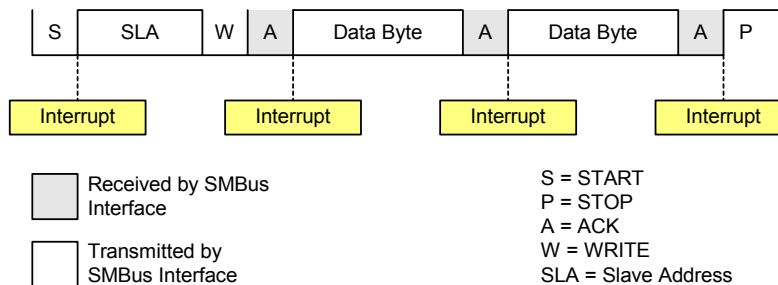 S SLA W A Data Byte A Data Byte A P
Interrupt Interrupt Interrupt Interrupt
Received by SMBus
Interface
Transmitted by
SMBus Interface
S = START
P = STOP
A = ACK
W = WRITE
SLA = Slave Address